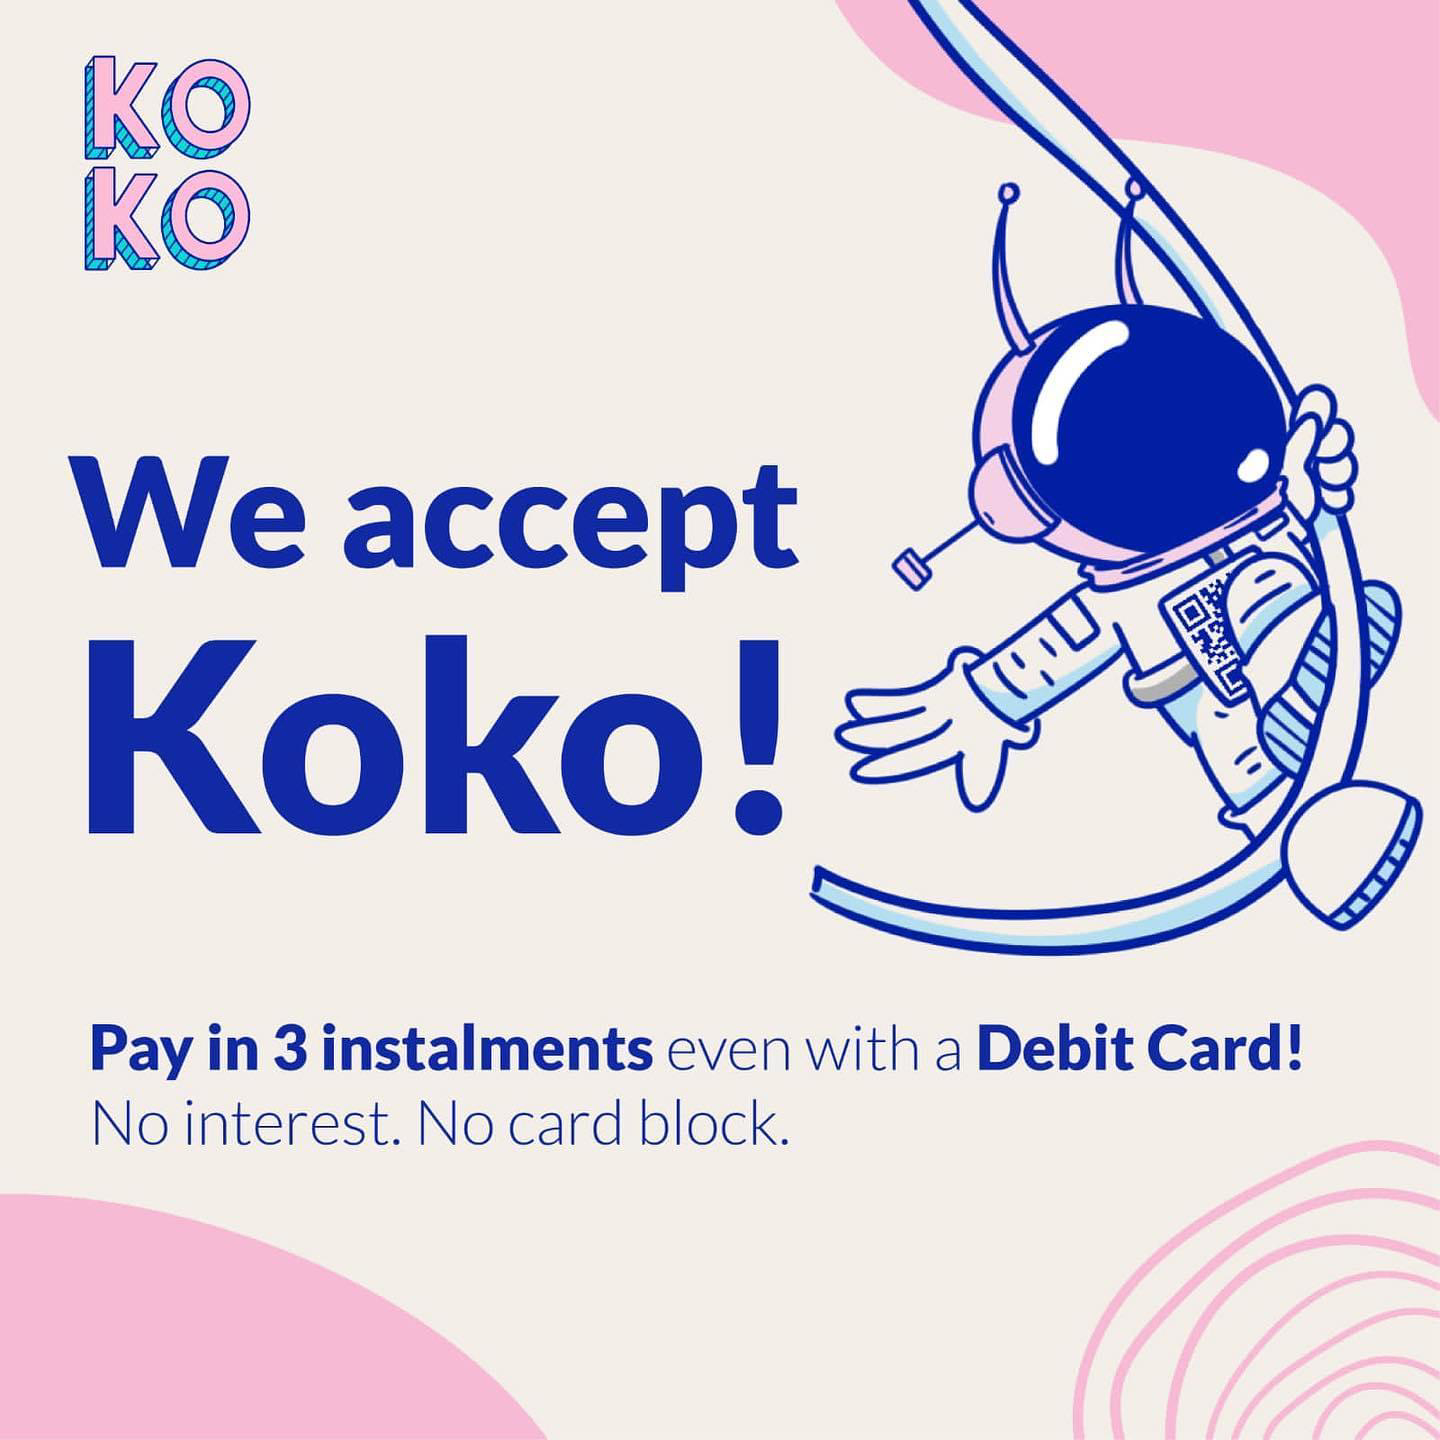 KO
KO
We accept
Koko!
Pay in 3 instalments even with a Debit Card!
No interest. No card block.